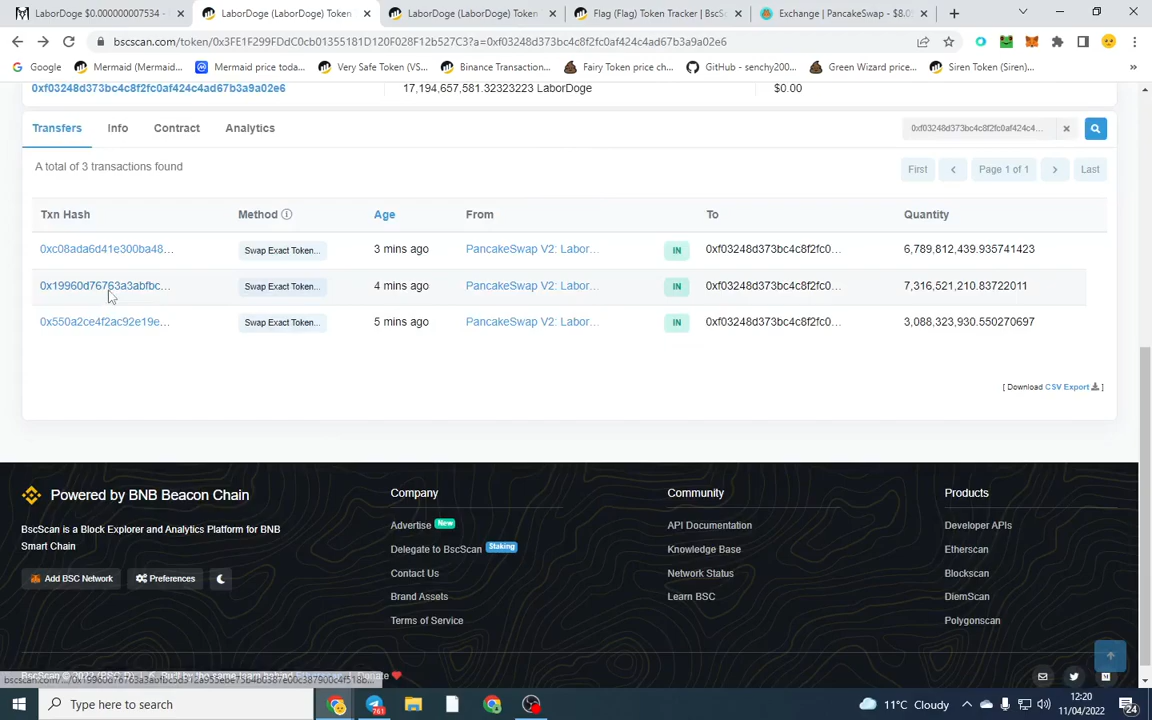 LaborDoge $0.000000007534 -
LaborDoge (LaborDoge) Token
LaborDoge (LaborDoge) Token
Flag (Flag) Token Tracker | BscSc
Exchange | PancakeSwap - $8.05
bscscan.com/token/0x3FE1F299FDdC0cb01355181D120F028F12b527C3?a=0xf03248d373bc4c8f2fc0af424c4ad67b3a9a02e6
Google
Mermaid (Mermaid...
Mermaid price toda...
Very Safe Token (VS...
Binance Transaction...
Fairy Token price ch...
GitHub - senchy200...
Green Wizard price...
Siren Token (Siren)...
0xf03248d373bc4c8f2fc0af424c4ad67b3a9a02e6
17,194,657,581.32323223 LaborDoge
$0.00
Transfers
Info
Contract
Analytics
0xf03248d373bc4c8f2fc0af424c4...
A total of 3 transactions found
First
Page 1 of 1
Last
Txn Hash
Method
Age
From
To
Quantity
0xc08ada6d41e300ba48...
Swap Exact Token...
3 mins ago
PancakeSwap V2: Labor...
IN
0xf03248d373bc4c8f2fc0...
6,789,812,439.935741423
0x19960d76763a3abfbc...
Swap Exact Token...
4 mins ago
PancakeSwap V2: Labor...
IN
0xf03248d373bc4c8f2fc0...
7,316,521,210.83722011
0x550a2ce4f2ac92e19e...
Swap Exact Token...
5 mins ago
PancakeSwap V2: Labor...
IN
0xf03248d373bc4c8f2fc0...
3,088,323,930.550270697
[ Download CSV Export ]
Powered by BNB Beacon Chain
BscScan is a Block Explorer and Analytics Platform for BNB
Smart Chain
Add BSC Network
Preferences
Company
Advertise New
Delegate to BscScan Staking
Contact Us
Brand Assets
Terms of Service
Community
API Documentation
Knowledge Base
Network Status
Learn BSC
Products
Developer APIs
Etherscan
Blockscan
DiemScan
Polygonscan
Type here to search
761
11°C Cloudy
12:20
11/04/2022
24